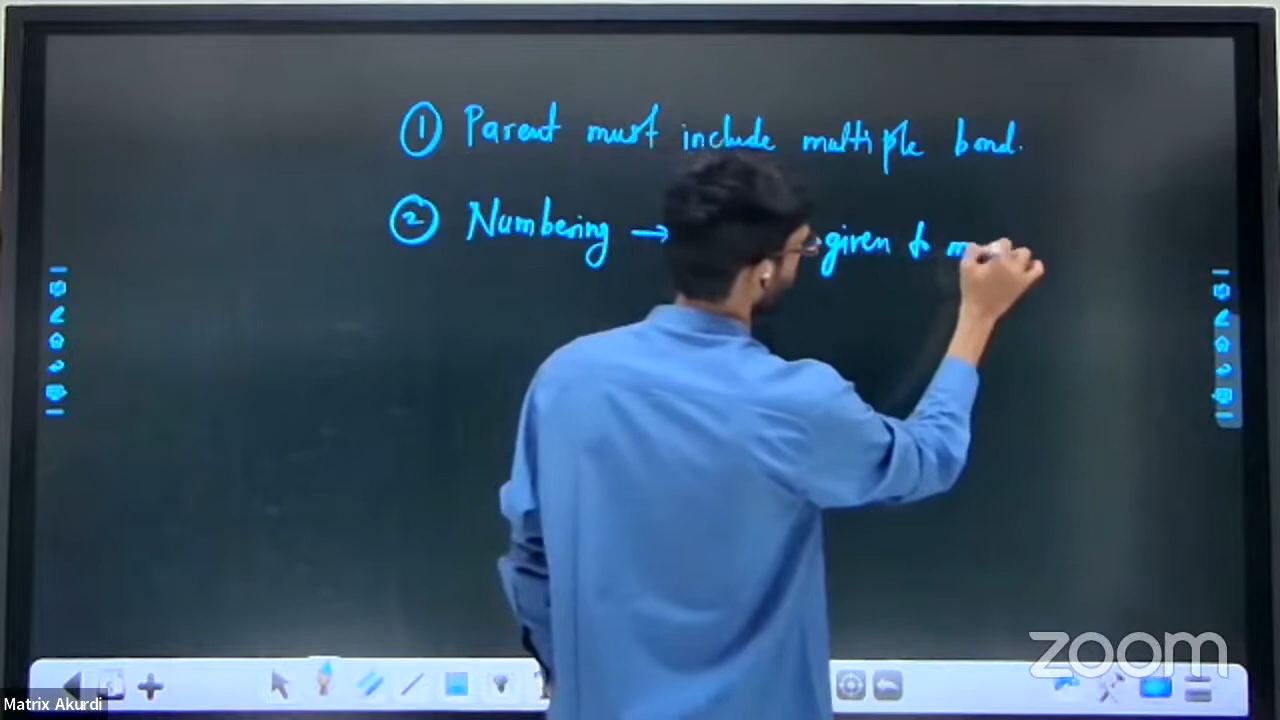 ① Parent must include multiple bond.
② Numbering → given to
zoom
Matrix Akurdi